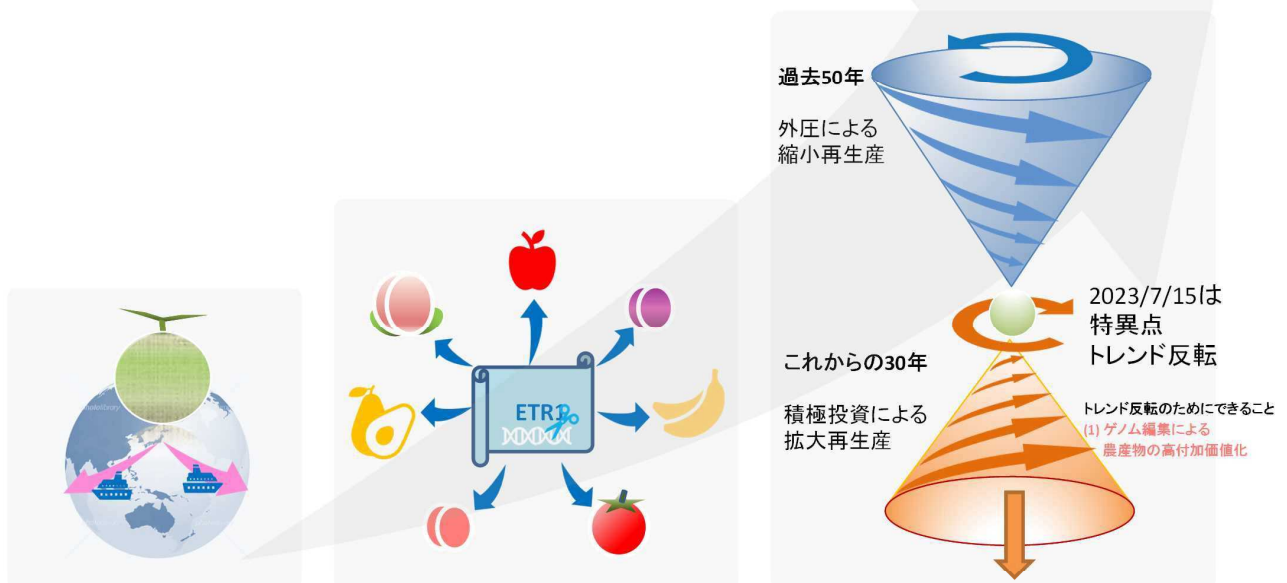 ETR1
過去50年
外圧による
縮小再生産
2023/7/15は
特異点
トレンド反転
これからの30年
積極投資による
拡大再生産
トレンド反転のためにできること
(1) ゲノム編集による
農産物の高付加価値化